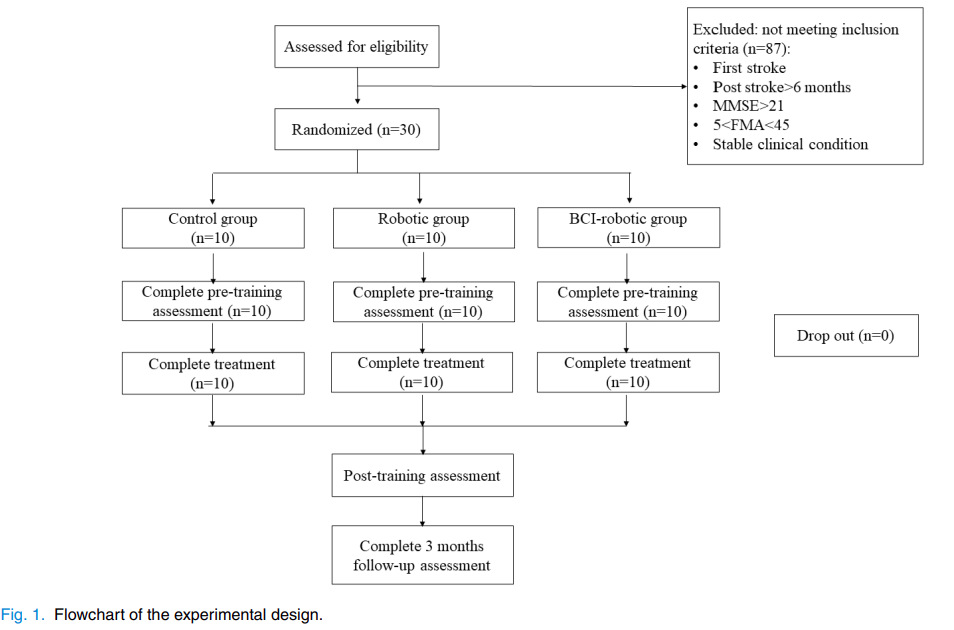 Assessed for eligibility
Excluded: not meeting inclusion
criteria (n=87):
• First stroke
• Post stroke>6 months
• MMSE>21
• 5<FMA<45
• Stable clinical condition
Randomized (n=30)
Control group
(n=10)
Robotic group
(n=10)
BCI-robotic group
(n=10)
Complete pre-training
assessment (n=10)
Complete pre-training
assessment (n=10)
Complete pre-training
assessment (n=10)
Drop out (n=0)
Complete treatment
(n=10)
Complete treatment
(n=10)
Complete treatment
(n=10)
Post-training assessment
Complete 3 months
follow-up assessment
Fig. 1. Flowchart of the experimental design.